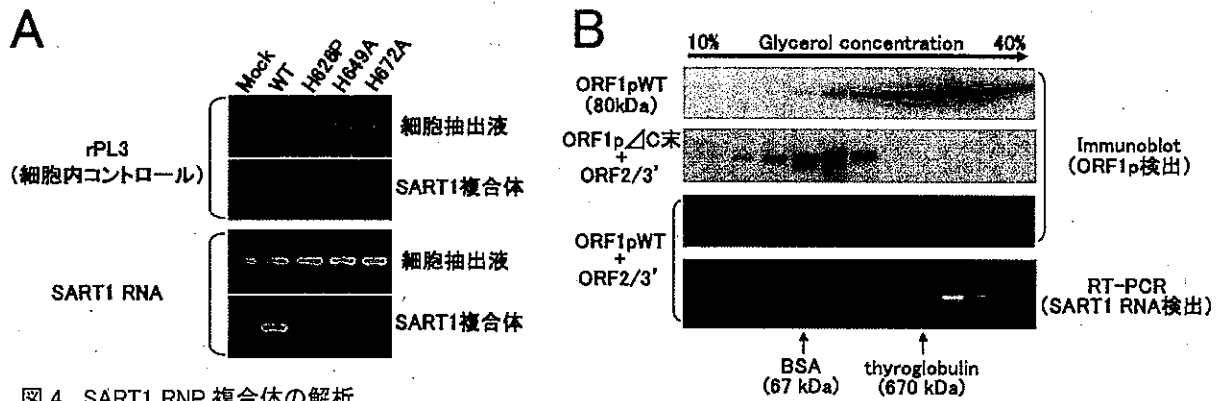 A
Mock WT H626P H649A H672A
rPL3
(細胞内コントロール)
細胞抽出液
SART1複合体
SART1 RNA
細胞抽出液
SART1複合体
図4 SART1 RNP 複合体の解析
B
10% Glycerol concentration 40%
ORF1pWT
(80kDa)
ORF1p⊿C末
+
ORF2/3'
ORF1pWT
+
ORF2/3'
Immunoblot
(ORF1p検出)
RT-PCR
(SART1 RNA検出)
BSA
(67 kDa)
thyroglobulin
(670 kDa)